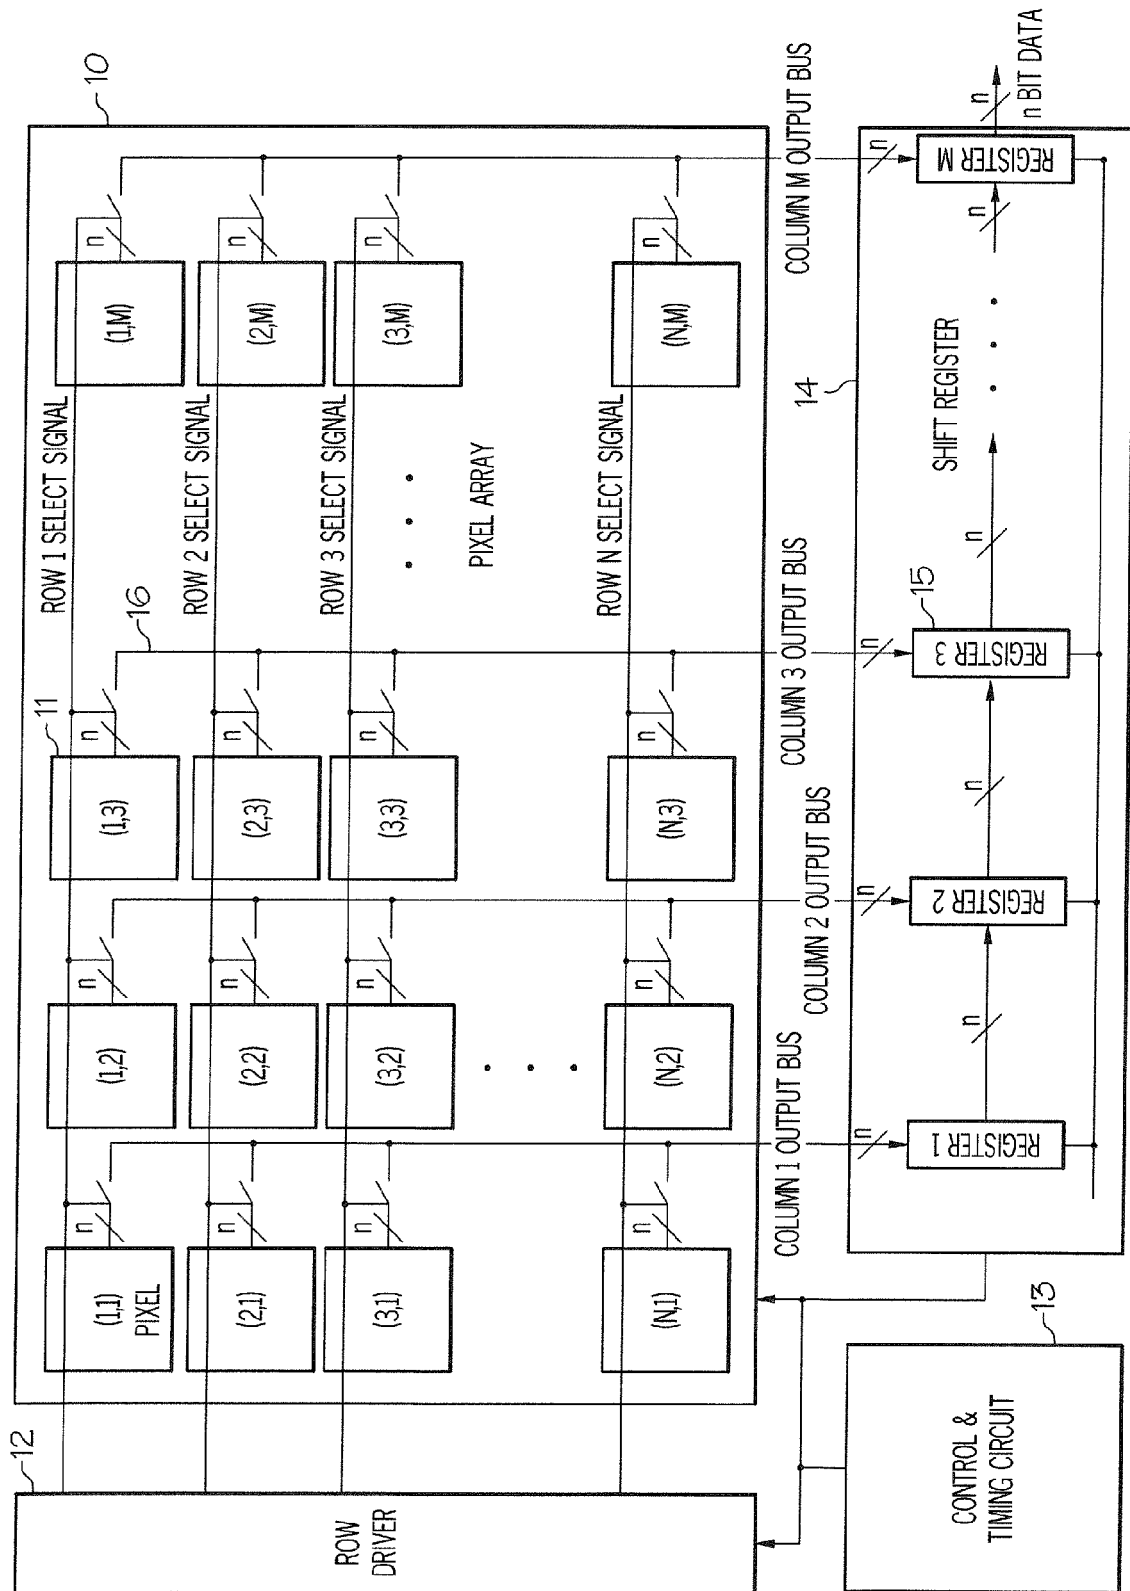 10
ROW 1 SELECT SIGNAL
(1,1)
PIXEL
n
(1,2)
n
11
(1,3)
n
16
(1,M)
n
ROW 2 SELECT SIGNAL
(2,1)
n
(2,2)
n
(2,3)
n
(2,M)
n
ROW 3 SELECT SIGNAL
(3,1)
n
(3,2)
n
(3,3)
n
(3,M)
n
PIXEL ARRAY
ROW N SELECT SIGNAL
(N,1)
n
(N,2)
n
(N,3)
n
(N,M)
n
12
ROW
DRIVER
COLUMN 1 OUTPUT BUS
COLUMN 2 OUTPUT BUS
COLUMN 3 OUTPUT BUS
COLUMN M OUTPUT BUS
13
CONTROL &
TIMING CIRCUIT
14
SHIFT REGISTER
n
n
n
n
15
REGISTER 1
n
REGISTER 2
n
REGISTER 3
n
n
REGISTER M
n
n BIT DATA